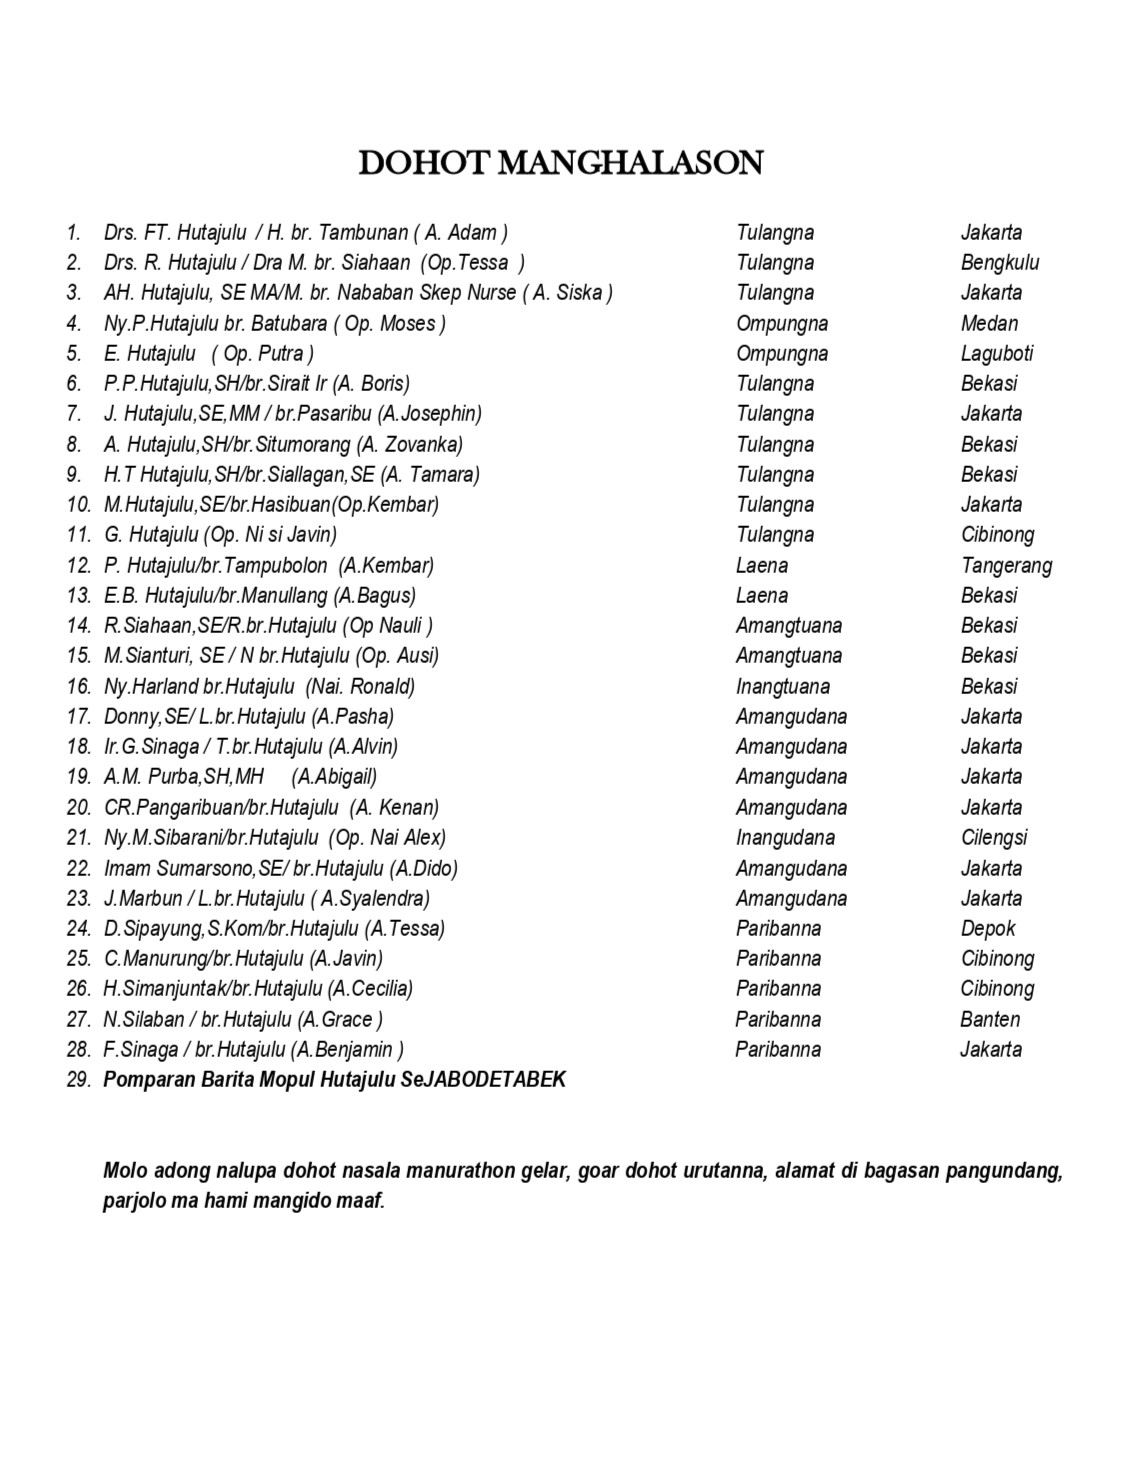 DOHOT MANGHALASON
1. Drs. FT. Hutajulu / H. br. Tambunan ( A. Adam ) Tulangna Jakarta
2. Drs. R. Hutajulu / Dra M. br. Siahaan (Op.Tessa ) Tulangna Bengkulu
3. AH. Hutajulu, SE MA/M. br. Nababan Skep Nurse ( A. Siska ) Tulangna Jakarta
4. Ny.P.Hutajulu br. Batubara ( Op. Moses ) Ompungna Medan
5. E. Hutajulu ( Op. Putra ) Ompungna Laguboti
6. P.P.Hutajulu,SH/br.Sirait Ir (A. Boris) Tulangna Bekasi
7. J. Hutajulu,SE,MM / br.Pasaribu (A.Josephin) Tulangna Jakarta
8. A. Hutajulu,SH/br.Situmorang (A. Zovanka) Tulangna Bekasi
9. H.T Hutajulu,SH/br.Siallagan,SE (A. Tamara) Tulangna Bekasi
10. M.Hutajulu,SE/br.Hasibuan(Op.Kembar) Tulangna Jakarta
11. G. Hutajulu (Op. Ni si Javin) Tulangna Cibinong
12. P. Hutajulu/br.Tampubolon (A.Kembar) Laena Tangerang
13. E.B. Hutajulu/br.Manullang (A.Bagus) Laena Bekasi
14. R.Siahaan,SE/R.br.Hutajulu (Op Nauli ) Amangtuana Bekasi
15. M.Sianturi, SE / N br.Hutajulu (Op. Ausi) Amangtuana Bekasi
16. Ny.Harland br.Hutajulu (Nai. Ronald) Inangtuana Bekasi
17. Donny,SE/ L.br.Hutajulu (A.Pasha) Amangudana Jakarta
18. Ir.G.Sinaga / T.br.Hutajulu (A.Alvin) Amangudana Jakarta
19. A.M. Purba,SH,MH (A.Abigail) Amangudana Jakarta
20. CR.Pangaribuan/br.Hutajulu (A. Kenan) Amangudana Jakarta
21. Ny.M.Sibarani/br.Hutajulu (Op. Nai Alex) Inangudana Cilengsi
22. Imam Sumarsono,SE/ br.Hutajulu (A.Dido) Amangudana Jakarta
23. J.Marbun / L.br.Hutajulu ( A.Syalendra) Amangudana Jakarta
24. D.Sipayung,S.Kom/br.Hutajulu (A.Tessa) Paribanna Depok
25. C.Manurung/br.Hutajulu (A.Javin) Paribanna Cibinong
26. H.Simanjuntak/br.Hutajulu (A.Cecilia) Paribanna Cibinong
27. N.Silaban / br.Hutajulu (A.Grace ) Paribanna Banten
28. F.Sinaga / br.Hutajulu (A.Benjamin ) Paribanna Jakarta
29. Pomparan Barita Mopul Hutajulu SeJABODETABEK
Molo adong nalupa dohot nasala manurathon gelar, goar dohot urutanna, alamat di bagasan pangundang,
parjolo ma hami mangido maaf.